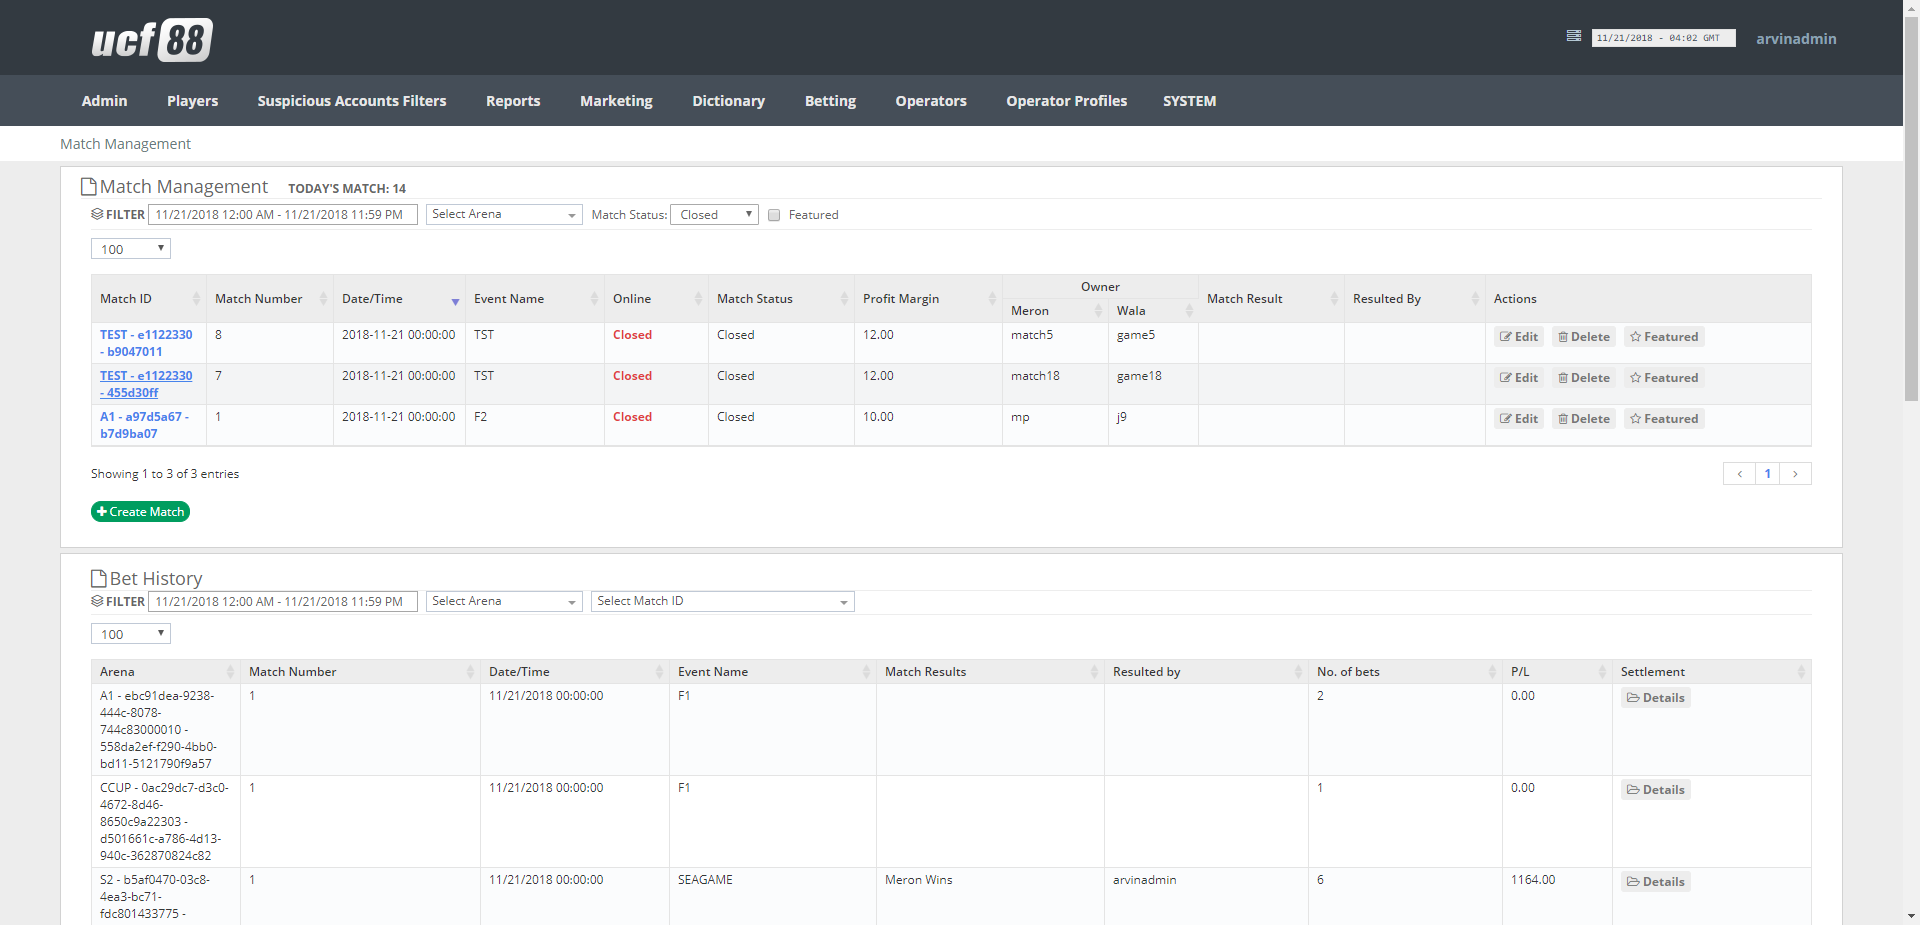 ucf 88
11/21/2018 - 04:02 GMT
arvinadmin
Admin Players Suspicious Accounts Filters Reports Marketing Dictionary Betting Operators Operator Profiles SYSTEM
Match Management
Match Management TODAY'S MATCH: 14
FILTER 11/21/2018 12:00 AM - 11/21/2018 11:59 PM Select Arena Match Status: Closed Featured
100
Owner
Match ID Match Number Date/Time Event Name Online Match Status Profit Margin Match Result Resulted By Actions
Meron Wala
TEST - e1122330 8 2018-11-21 00:00:00 TST Closed Closed 12.00 match5 game5 Edit Delete Featured
- b9047011
TEST - e1122330 7 2018-11-21 00:00:00 TST Closed Closed 12.00 match18 game18 Edit Delete Featured
- 455d30ff
A1 - a97d5a67 - 1 2018-11-21 00:00:00 F2 Closed Closed 10.00 mp j9 Edit Delete Featured
b7d9ba07
Showing 1 to 3 of 3 entries ‹ 1 ›
Create Match
Bet History
FILTER 11/21/2018 12:00 AM - 11/21/2018 11:59 PM Select Arena Select Match ID
100
Arena Match Number Date/Time Event Name Match Results Resulted by No. of bets P/L Settlement
A1 - ebc91dea-9238- 1 11/21/2018 00:00:00 F1 2 0.00 Details
444c-8078-
744c83000010 -
558da2ef-f290-4bb0-
bd11-5121790f9a57
CCUP - 0ac29dc7-d3c0- 1 11/21/2018 00:00:00 F1 1 0.00 Details
4672-8d46-
8650c9a22303 -
d501661c-a786-4d13-
940c-362870824c82
S2 - b5af0470-03c8- 1 11/21/2018 00:00:00 SEAGAME Meron Wins arvinadmin 6 1164.00 Details
4ea3-bc71-
fdc801433775 -